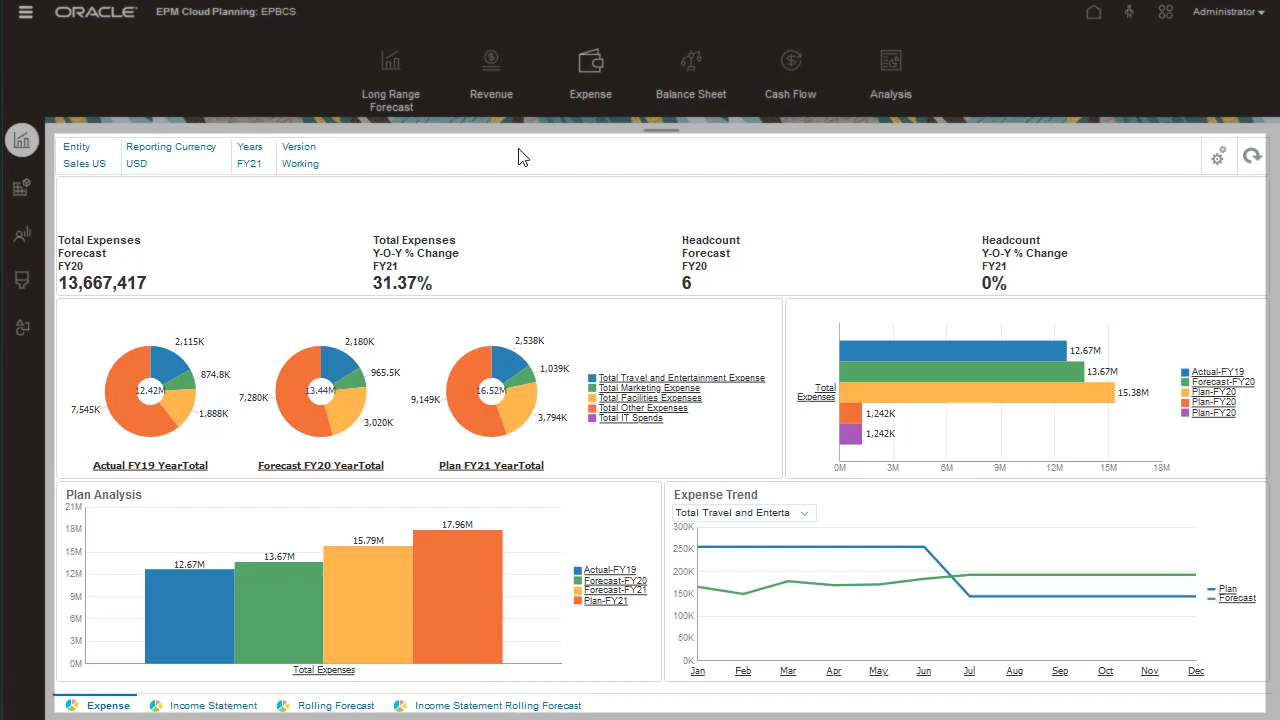 ORACLE EPM Cloud Planning: EPBCS
Administrator
Long Range
Forecast
Revenue
Expense
Balance Sheet
Cash Flow
Analysis
Entity
Sales US
Reporting Currency
USD
Years
FY21
Version
Working
Total Expenses
Forecast
FY20
13,667,417
Total Expenses
Y-O-Y % Change
FY21
31.37%
Headcount
Forecast
FY20
6
Headcount
Y-O-Y % Change
FY21
0%
2,115K
874.8K
12.42M
7,545K
1,888K
Actual FY19 YearTotal
2,180K
965.5K
13.44M
7,280K
3,020K
Forecast FY20 YearTotal
2,538K
1,039K
16.52M
9,149K
3,794K
Plan FY21 YearTotal
Total Travel and Entertainment Expense
Total Marketing Expense
Total Facilities Expenses
Total Other Expenses
Total IT Spends
12.67M
13.67M
15.38M
1,242K
1,242K
Total
Expenses
0M 3M 6M 9M 12M 15M 18M
Actual-FY19
Forecast-FY20
Plan-FY20
Plan-FY20
Plan-FY20
Plan Analysis
21M
18M
15M
12M
9M
6M
3M
0M
12.67M
13.67M
15.79M
17.96M
Total Expenses
Actual-FY19
Forecast-FY20
Forecast-FY21
Plan-FY21
Expense Trend
Total Travel and Enterta
300K
250K
200K
150K
100K
50K
0K
Jan Feb Mar Apr May Jun Jul Aug Sep Oct Nov Dec
Plan
Forecast
Expense
Income Statement
Rolling Forecast
Income Statement Rolling Forecast